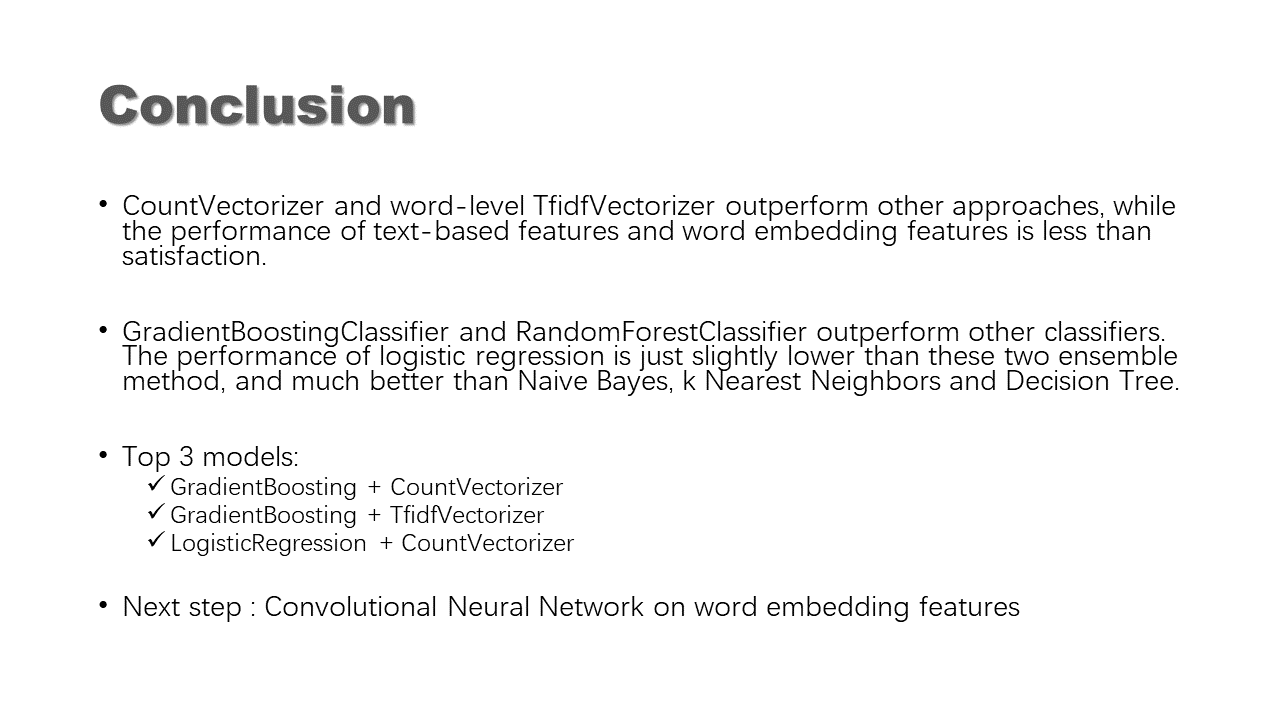 Conclusion
• CountVectorizer and word-level TfidfVectorizer outperform other approaches, while
the performance of text-based features and word embedding features is less than
satisfaction.
• GradientBoostingClassifier and RandomForestClassifier outperform other classifiers.
The performance of logistic regression is just slightly lower than these two ensemble
method, and much better than Naive Bayes, k Nearest Neighbors and Decision Tree.
• Top 3 models:
✓ GradientBoosting + CountVectorizer
✓ GradientBoosting + TfidfVectorizer
✓ LogisticRegression + CountVectorizer
• Next step : Convolutional Neural Network on word embedding features